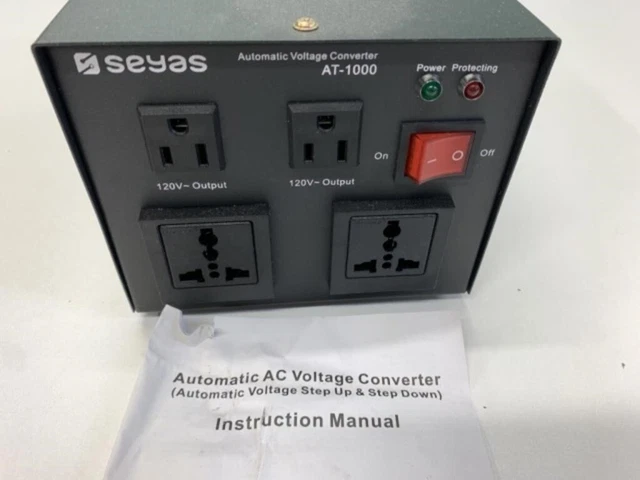 seyas
Automatic Voltage Converter
AT-1000
Power Protecting
On
Off
120V~ Output
120V~ Output
Automatic AC Voltage Converter
(Automatic Voltage Step Up & Step Down)
Instruction Manual